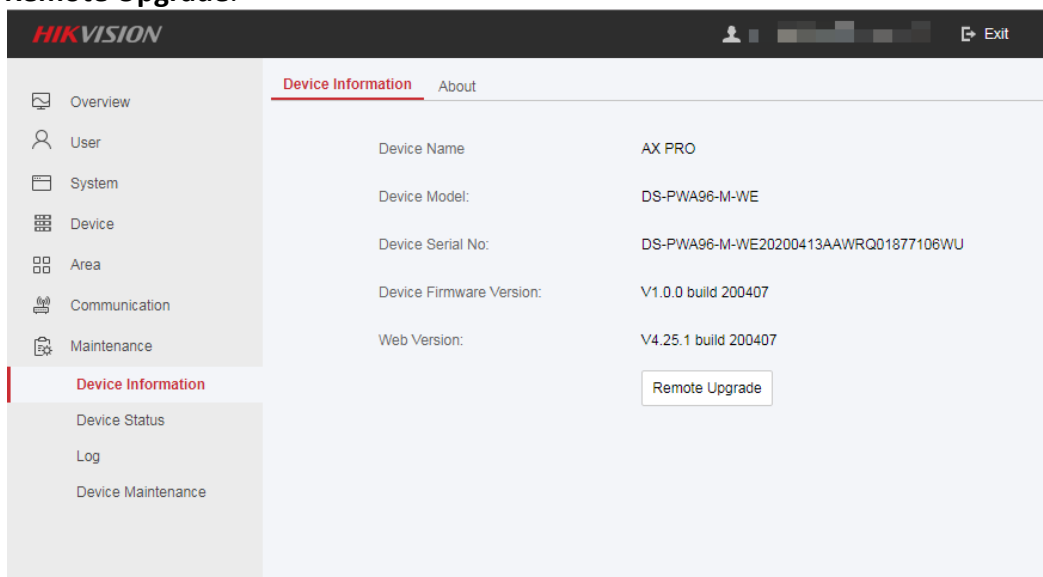 Remote Upgrade.
HIKVISION
Exit
Device Information About
Overview
User
System
Device
Area
Communication
Maintenance
Device Information
Device Status
Log
Device Maintenance
Device Name AX PRO
Device Model: DS-PWA96-M-WE
Device Serial No: DS-PWA96-M-WE20200413AAWRQ01877106WU
Device Firmware Version: V1.0.0 build 200407
Web Version: V4.25.1 build 200407
Remote Upgrade